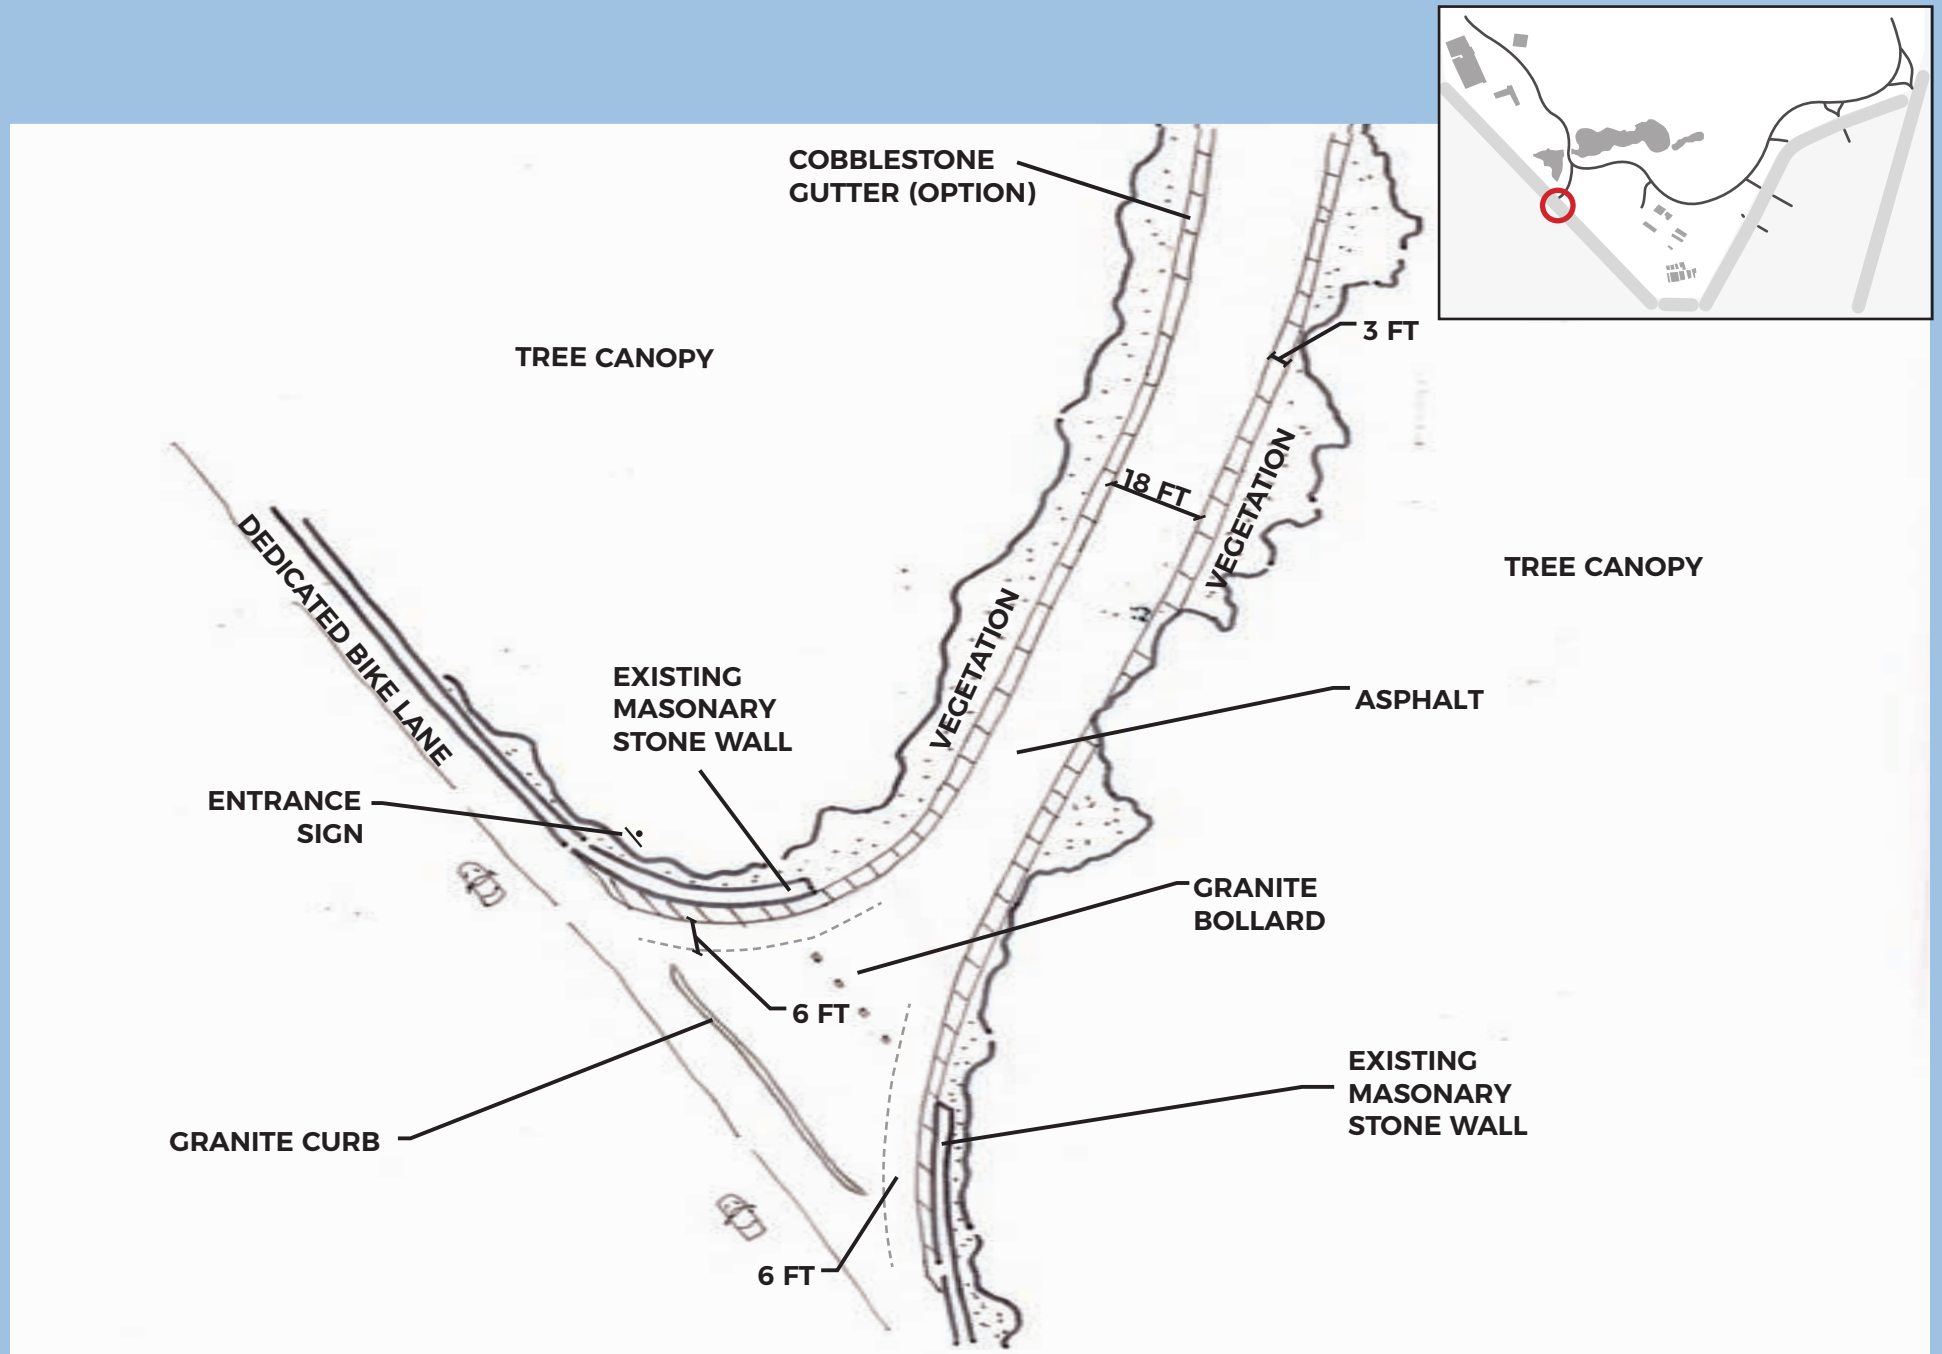 COBBLESTONE
GUTTER (OPTION)
3 FT
TREE CANOPY
18 FT
VEGETATION
DEDICATED BIKE LANE
TREE CANOPY
VEGETATION
EXISTING
MASONARY
STONE WALL
ASPHALT
ENTRANCE
SIGN
GRANITE
BOLLARD
6 FT
EXISTING
MASONARY
STONE WALL
GRANITE CURB
6 FT